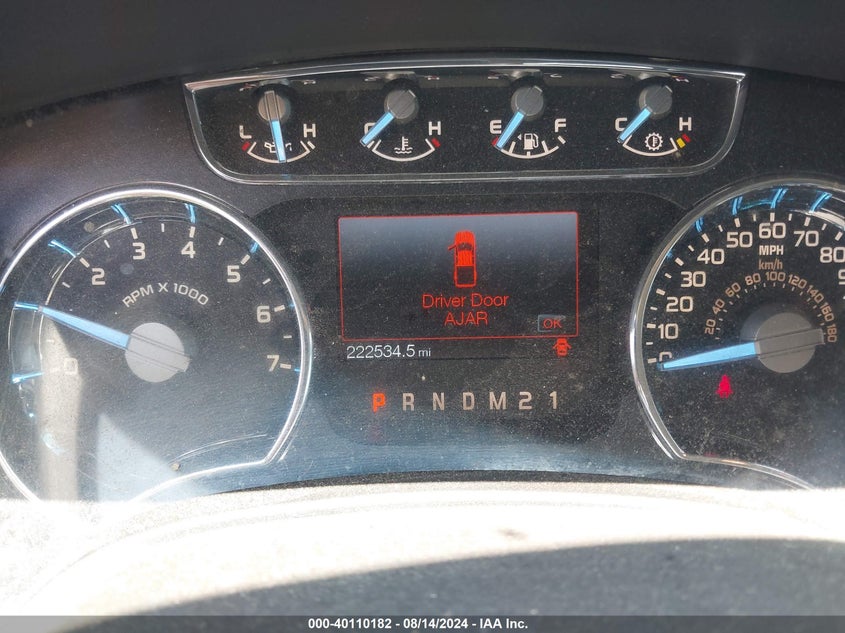 L H C H E F C H
0 1 2 3 4 5 6 7
RPM X 1000
Driver Door
AJAR
OK
222534.5 mi
P R N D M 2 1
0 10 20 30 40 50 60 70 80 9
MPH
km/h
20 40 60 80 100 120 140 160 180
000-40110182 - 08/14/2024 - IAA Inc.